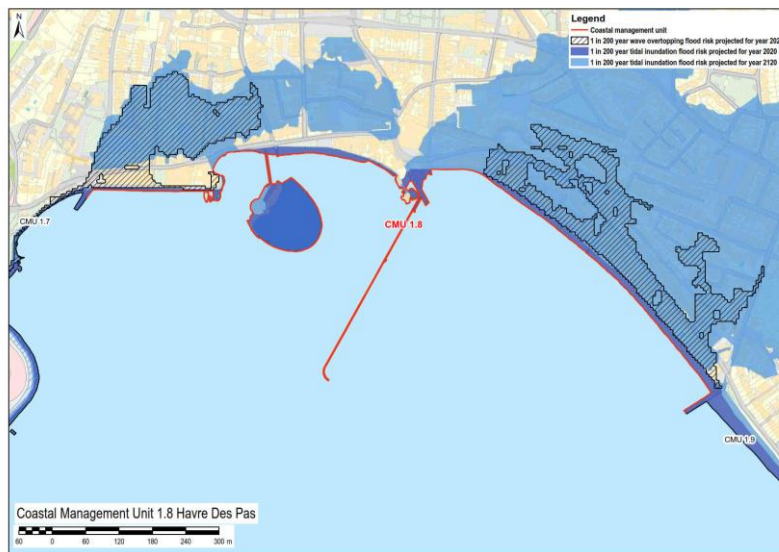 N
Legend
Coastal management unit
1 in 200 year wave overtopping flood risk projected for year 202
1 in 200 year tidal inundation flood risk projected for year 2020
1 in 200 year tidal inundation flood risk projected for year 2120
CMU 1.7
CMU 1.8
CMU 1.9
Coastal Management Unit 1.8 Havre Des Pas
60 0 60 120 180 240 300 m